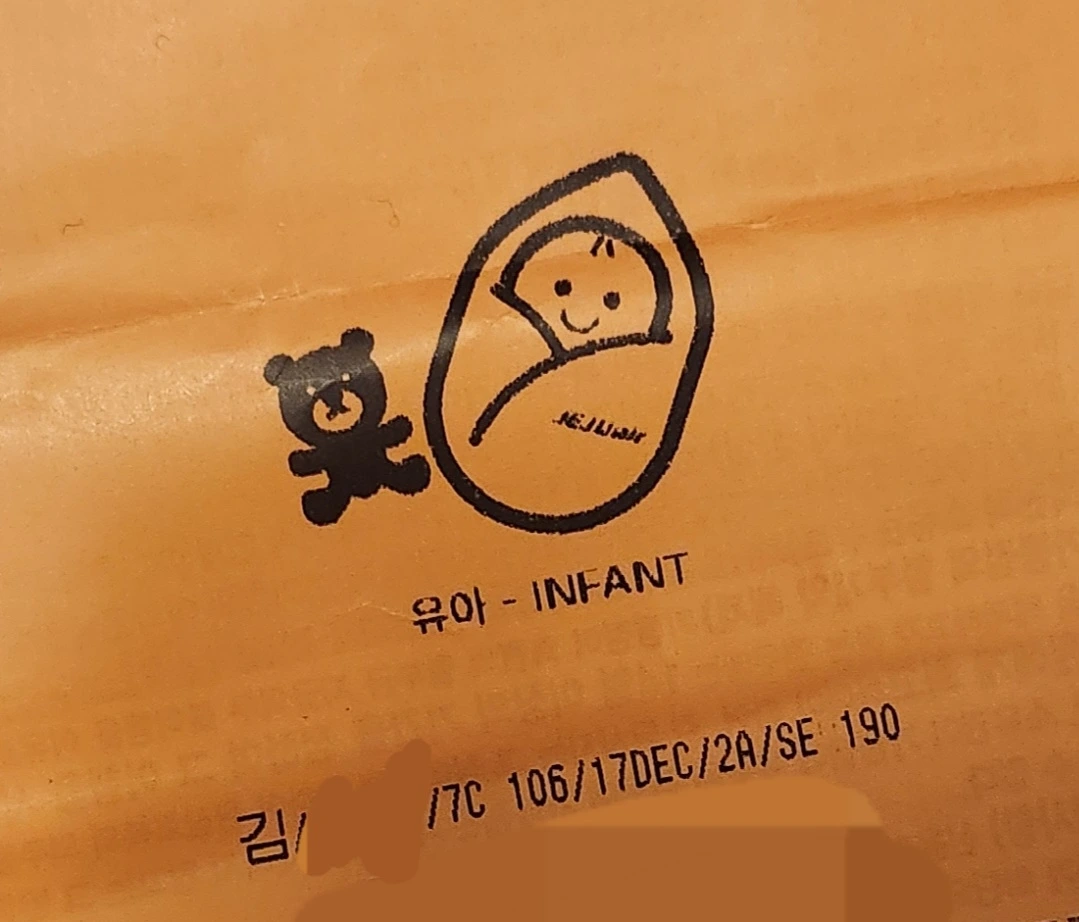 JEJUair
유아 - INFANT
김/ /7C 106/17DEC/2A/SE 190